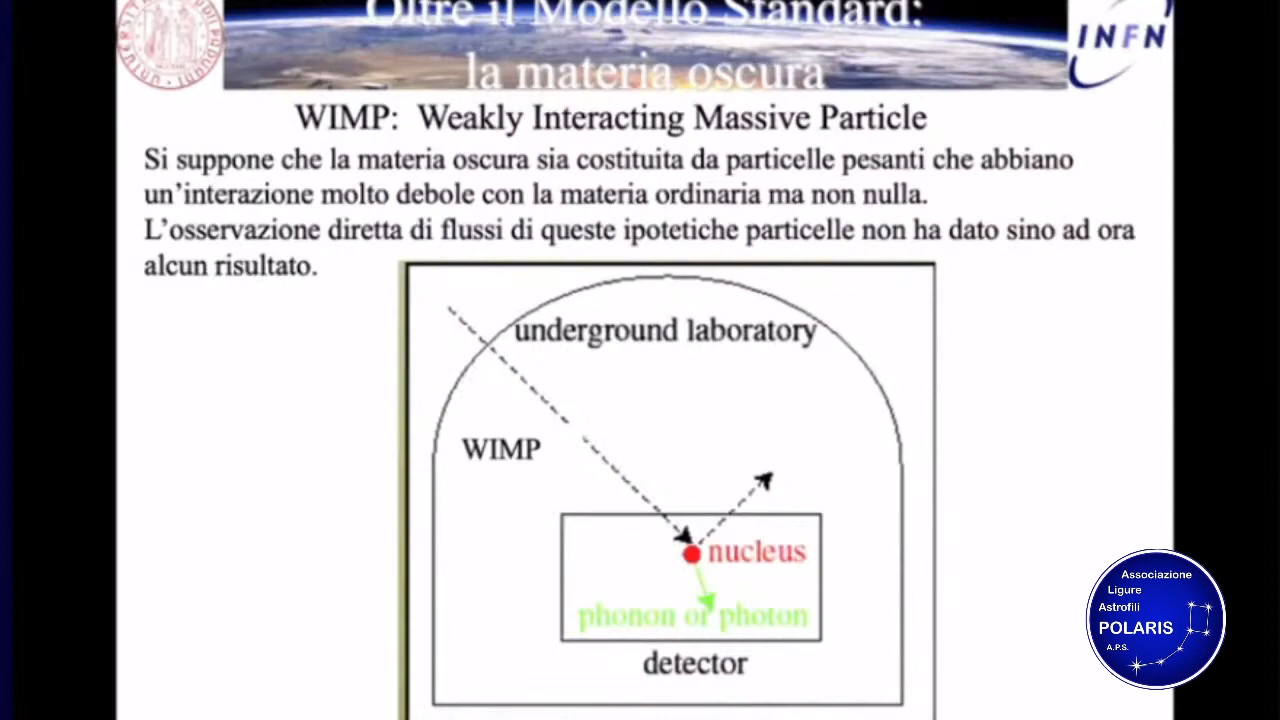 Oltre il Modello Standard:
la materia oscura
INFN
WIMP: Weakly Interacting Massive Particle
Si suppone che la materia oscura sia costituita da particelle pesanti che abbiano
un’interazione molto debole con la materia ordinaria ma non nulla.
L’osservazione diretta di flussi di queste ipotetiche particelle non ha dato sino ad ora
alcun risultato.
underground laboratory
WIMP
nucleus
phonon or photon
detector
Associazione
Ligure
Astrofili
POLARIS
A.P.S.